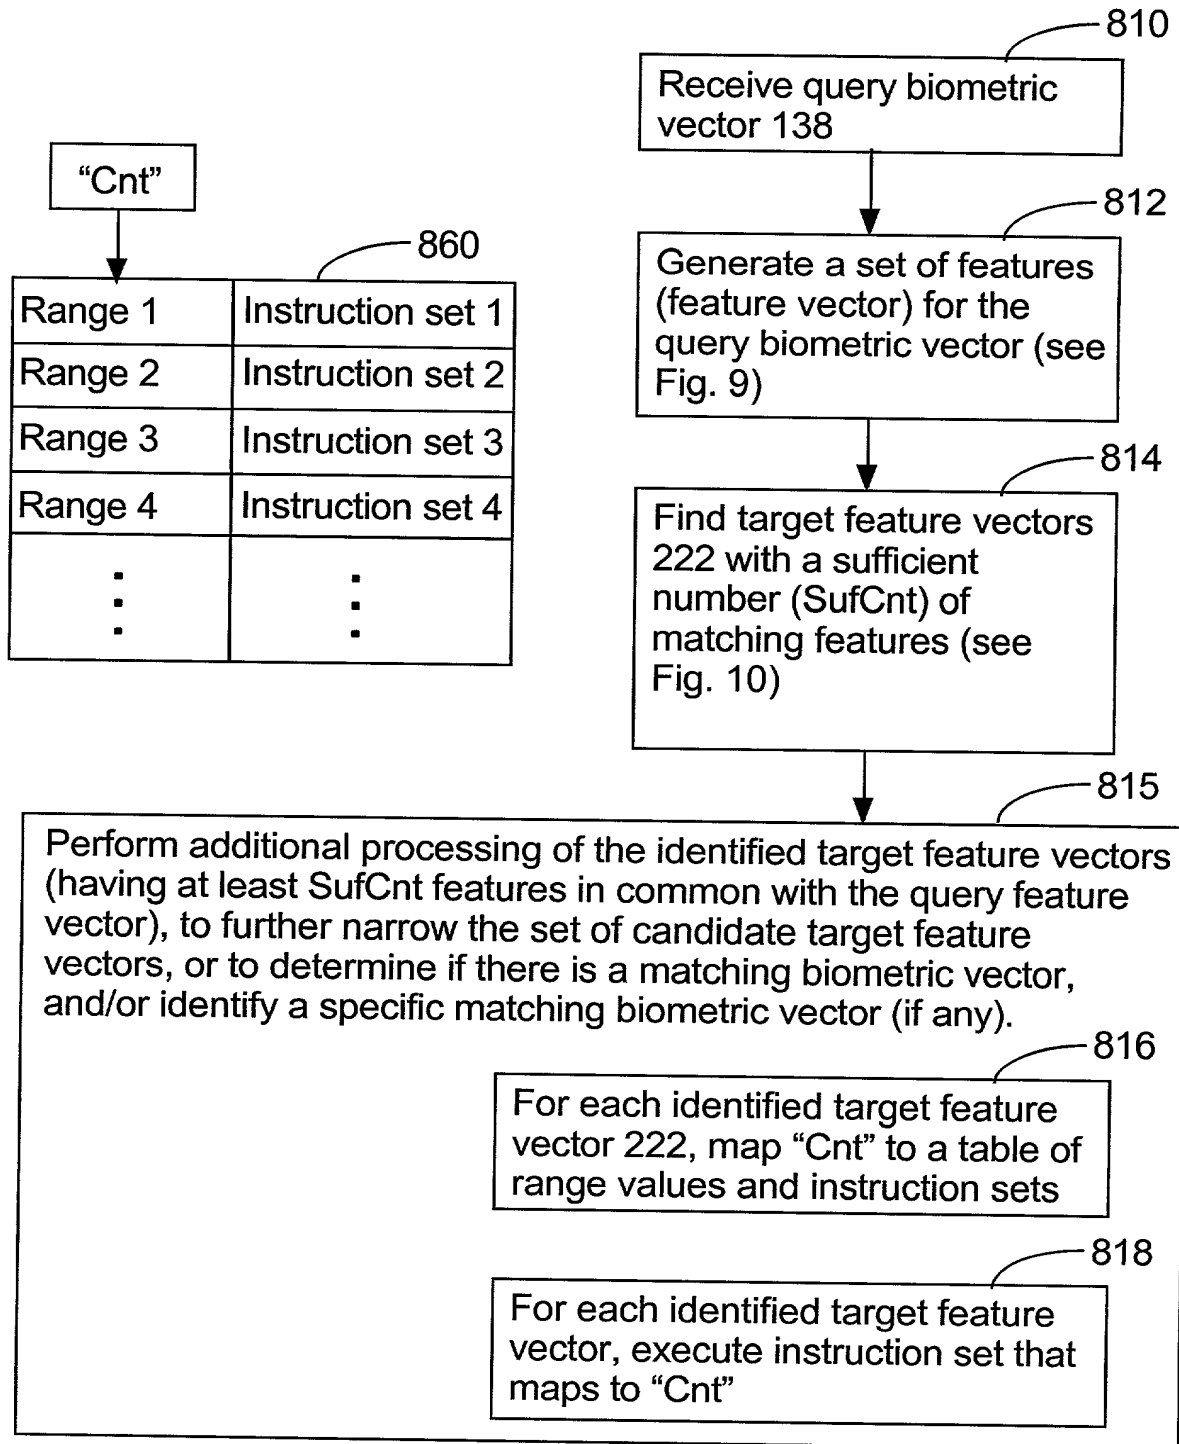 810
Receive query biometric
vector 138
"Cnt"
812
860
Generate a set of features
(feature vector) for the
query biometric vector (see
Fig. 9)
Range 1 Instruction set 1
Range 2 Instruction set 2
Range 3 Instruction set 3
Range 4 Instruction set 4
814
Find target feature vectors
222 with a sufficient
number (SufCnt) of
matching features (see
Fig. 10)
815
Perform additional processing of the identified target feature vectors
(having at least SufCnt features in common with the query feature
vector), to further narrow the set of candidate target feature
vectors, or to determine if there is a matching biometric vector,
and/or identify a specific matching biometric vector (if any).
816
For each identified target feature
vector 222, map "Cnt" to a table of
range values and instruction sets
818
For each identified target feature
vector, execute instruction set that
maps to "Cnt"